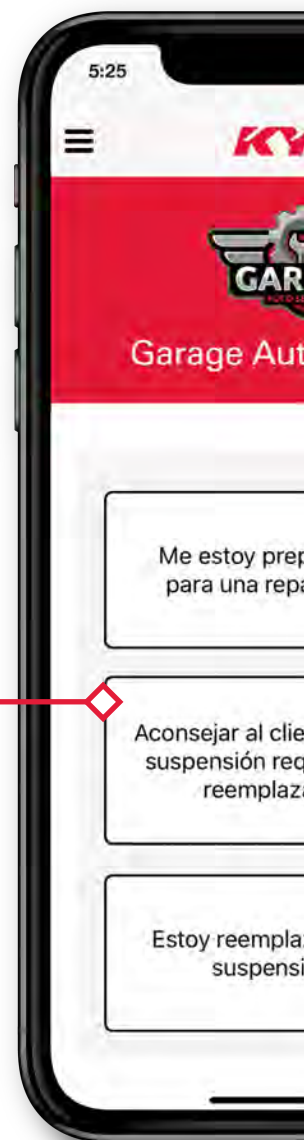 5:25
KY
GAR
Garage Aut
Me estoy prep
para una repa
Aconsejar al clie
suspensión req
reemplaza
Estoy reempla
suspensi